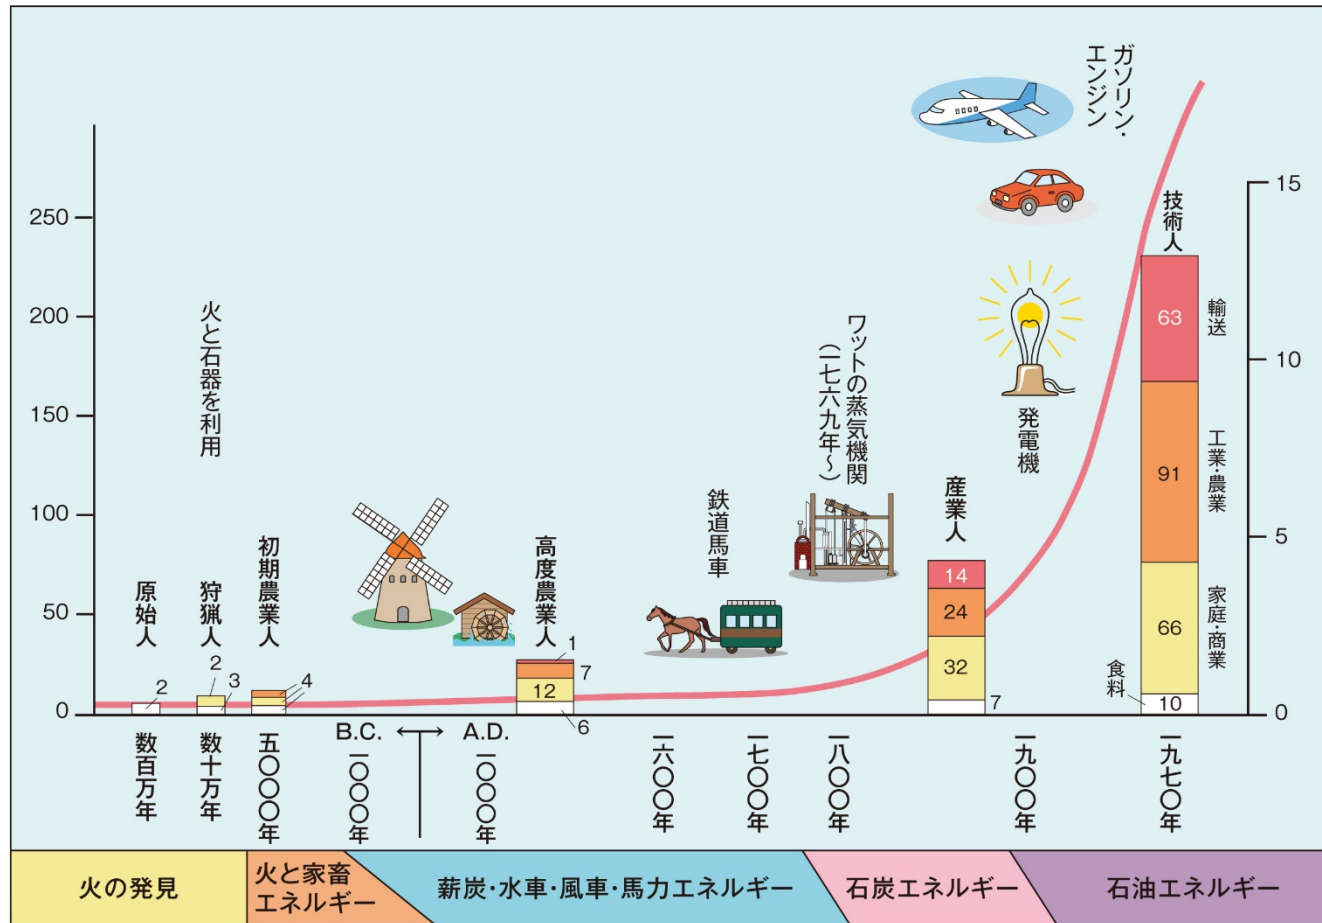 ガソリン・
エンジン
250
200
150
100
50
0
15
10
5
0
火と石器を利用
原始人
狩猟人
初期農業人
高度農業人
鉄道馬車
ワットの蒸気機関
(一七六九年〜)
産業人
発電機
技術人
2
2
3
4
1
7
12
6
14
24
32
7
63
91
66
10
輸送
工業・農業
家庭・商業
食料
数百万年
数十万年
五〇〇〇年
B.C. ←→ A.D.
一〇〇〇年
一〇〇〇年
一六〇〇年
一七〇〇年
一八〇〇年
一九〇〇年
一九七〇年
火の発見
火と家畜
エネルギー
薪炭・水車・風車・馬力エネルギー
石炭エネルギー
石油エネルギー